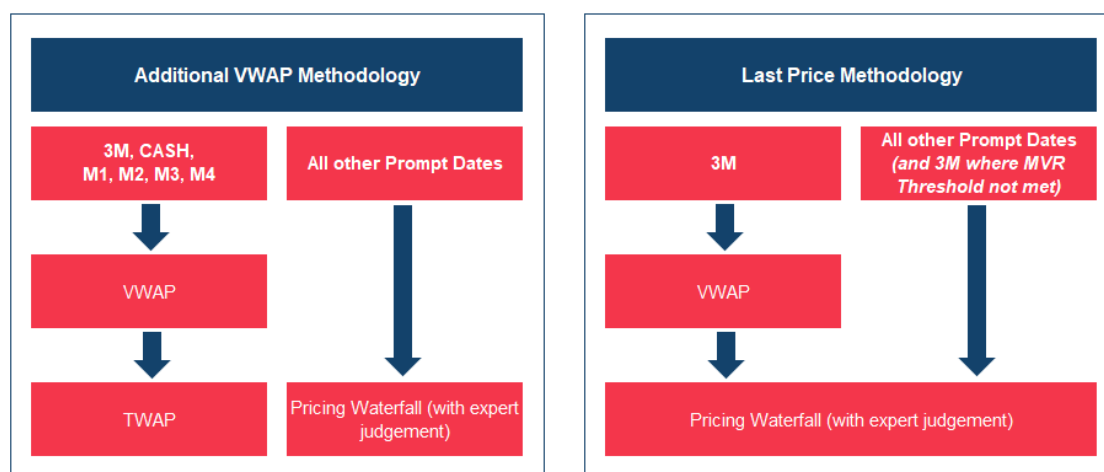 Additional VWAP Methodology
3M, CASH,
M1, M2, M3, M4
All other Prompt Dates
VWAP
TWAP
Pricing Waterfall (with expert
judgement)
Last Price Methodology
3M
All other Prompt Dates
(and 3M where MVR
Threshold not met)
VWAP
Pricing Waterfall (with expert judgement)